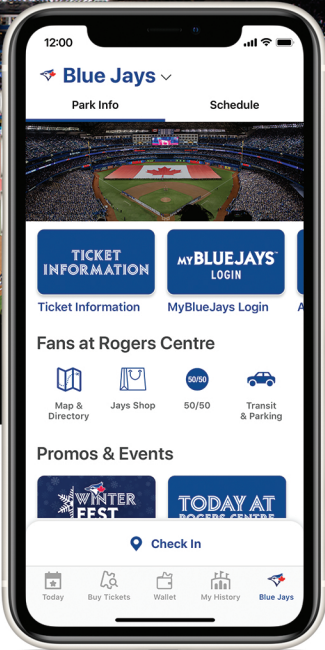 12:00
Blue Jays
Park Info Schedule
TICKET
INFORMATION
MY BLUEJAYS™
LOGIN
Ticket Information MyBlueJays Login A
Fans at Rogers Centre
50/50
Map &
Directory
Jays Shop
50/50
Transit
& Parking
Promos & Events
WINTER
FEST
TODAY AT
ROGERS CENTRE
Check In
Today Buy Tickets Wallet My History Blue Jays